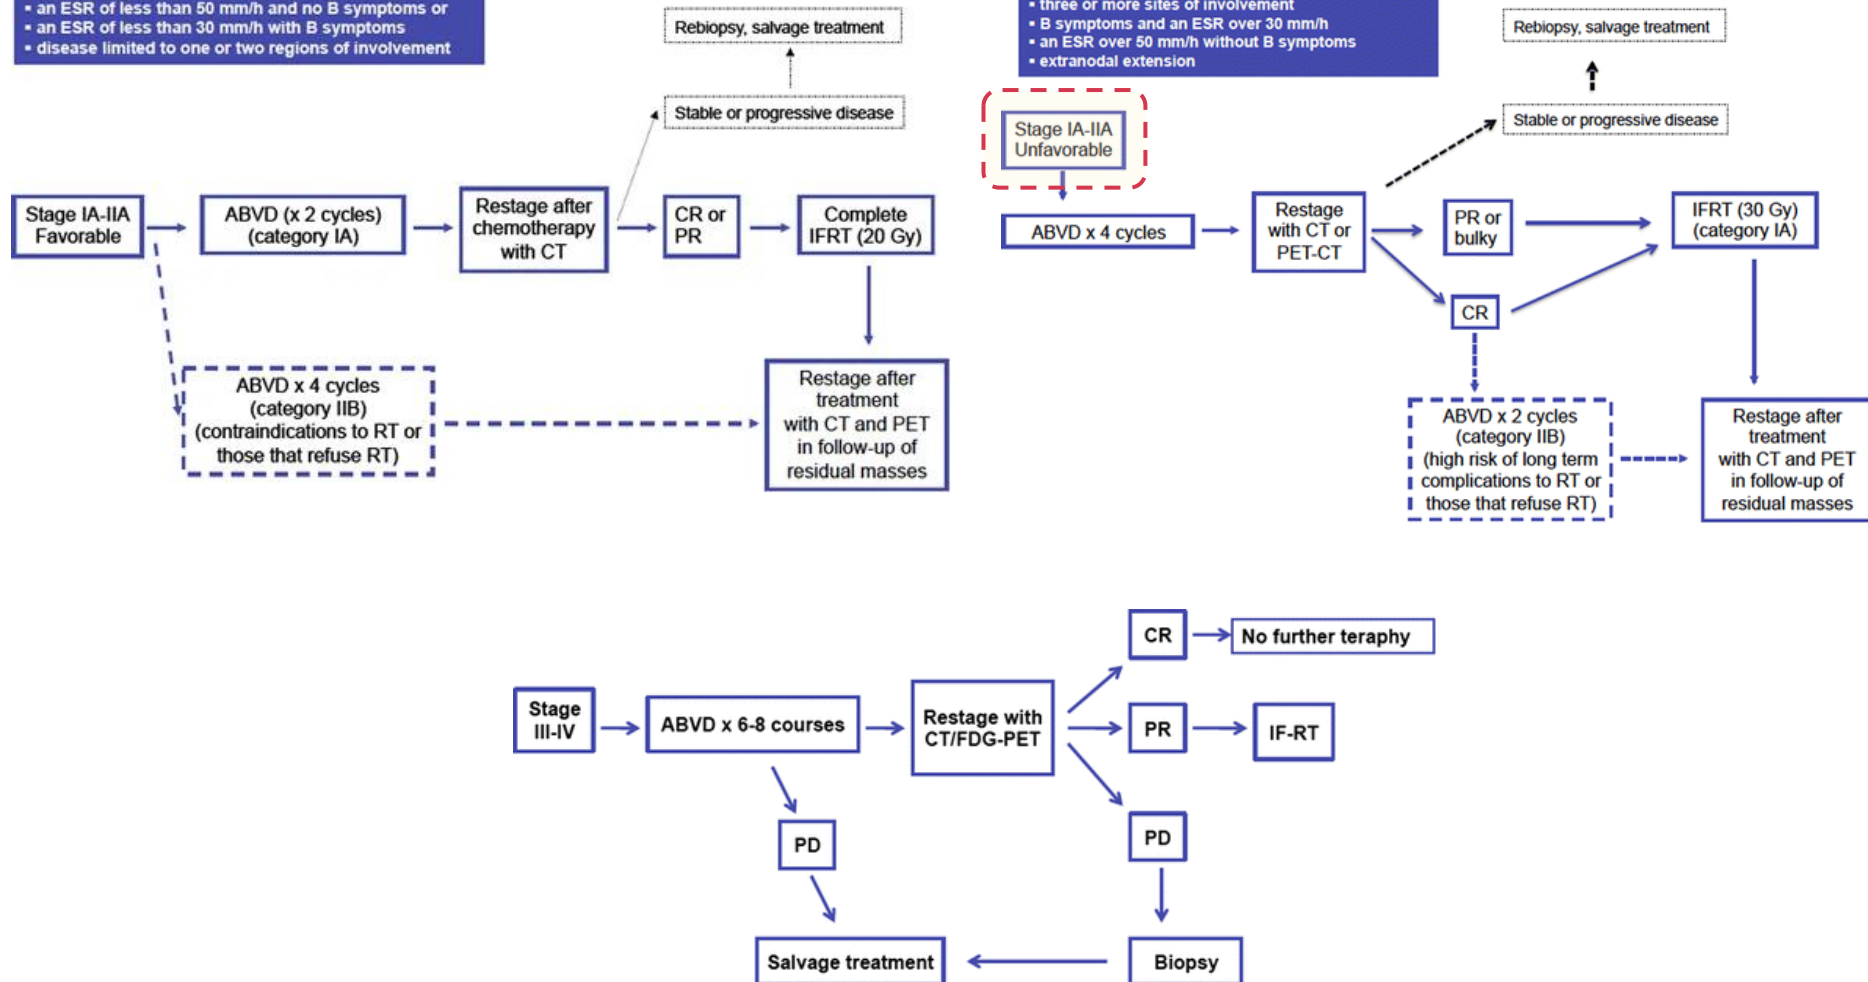 ▪ an ESR of less than 50 mm/h and no B symptoms or
▪ an ESR of less than 30 mm/h with B symptoms
▪ disease limited to one or two regions of involvement
Rebiopsy, salvage treatment
Stable or progressive disease
Stage IA-IIA
Favorable
ABVD (x 2 cycles)
(category IA)
Restage after
chemotherapy
with CT
CR or
PR
Complete
IFRT (20 Gy)
ABVD x 4 cycles
(category IIB)
(contraindications to RT or
those that refuse RT)
Restage after
treatment
with CT and PET
in follow-up of
residual masses
▪ three or more sites of involvement
▪ B symptoms and an ESR over 30 mm/h
▪ an ESR over 50 mm/h without B symptoms
▪ extranodal extension
Rebiopsy, salvage treatment
Stable or progressive disease
Stage IA-IIA
Unfavorable
ABVD x 4 cycles
Restage
with CT or
PET-CT
PR or
bulky
IFRT (30 Gy)
(category IA)
CR
ABVD x 2 cycles
(category IIB)
(high risk of long term
complications to RT or
those that refuse RT)
Restage after
treatment
with CT and PET
in follow-up of
residual masses
Stage
III-IV
ABVD x 6-8 courses
Restage with
CT/FDG-PET
CR
No further teraphy
PR
IF-RT
PD
PD
Salvage treatment
Biopsy